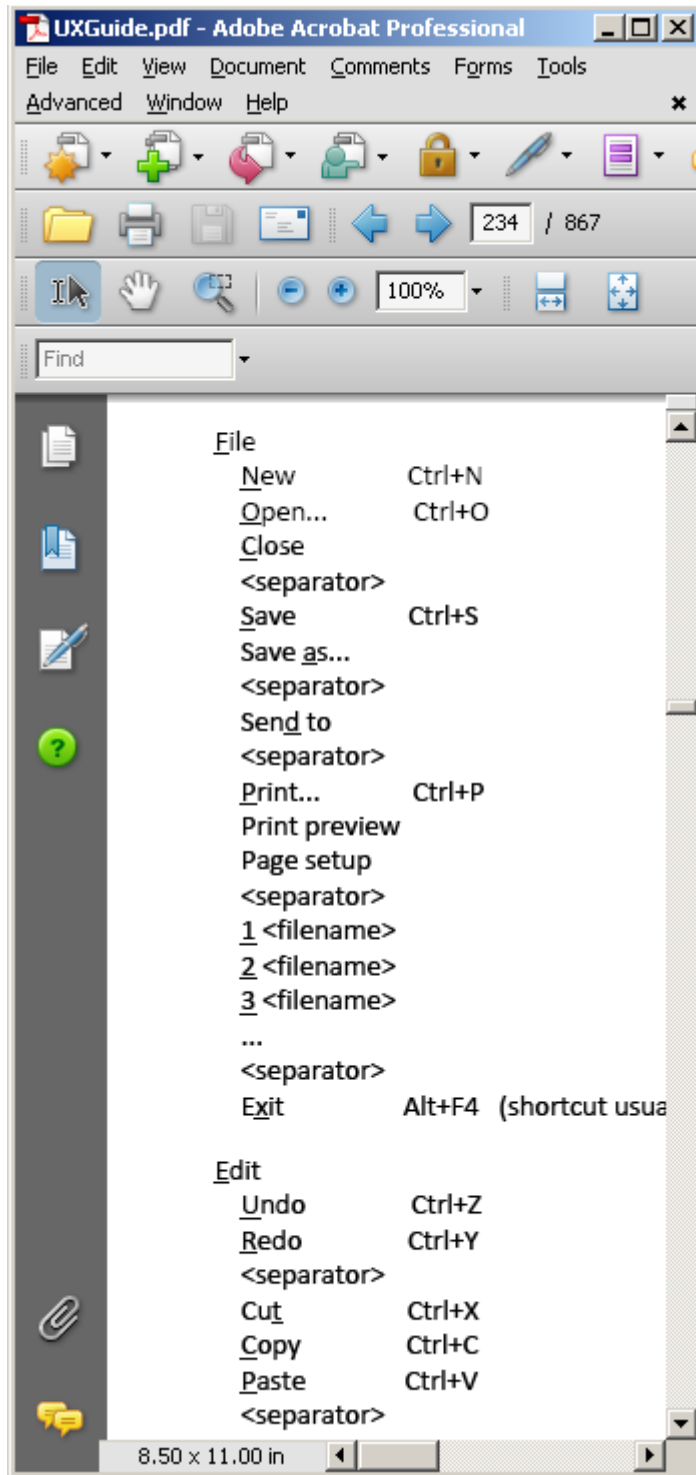 UXGuide.pdf - Adobe Acrobat Professional
File Edit View Document Comments Forms Tools
Advanced Window Help
234 / 867
100%
Find
File
New Ctrl+N
Open... Ctrl+O
Close
<separator>
Save Ctrl+S
Save as...
<separator>
Send to
<separator>
Print... Ctrl+P
Print preview
Page setup
<separator>
1 <filename>
2 <filename>
3 <filename>
...
<separator>
Exit Alt+F4 (shortcut usua
Edit
Undo Ctrl+Z
Redo Ctrl+Y
<separator>
Cut Ctrl+X
Copy Ctrl+C
Paste Ctrl+V
<separator>
8.50 x 11.00 in